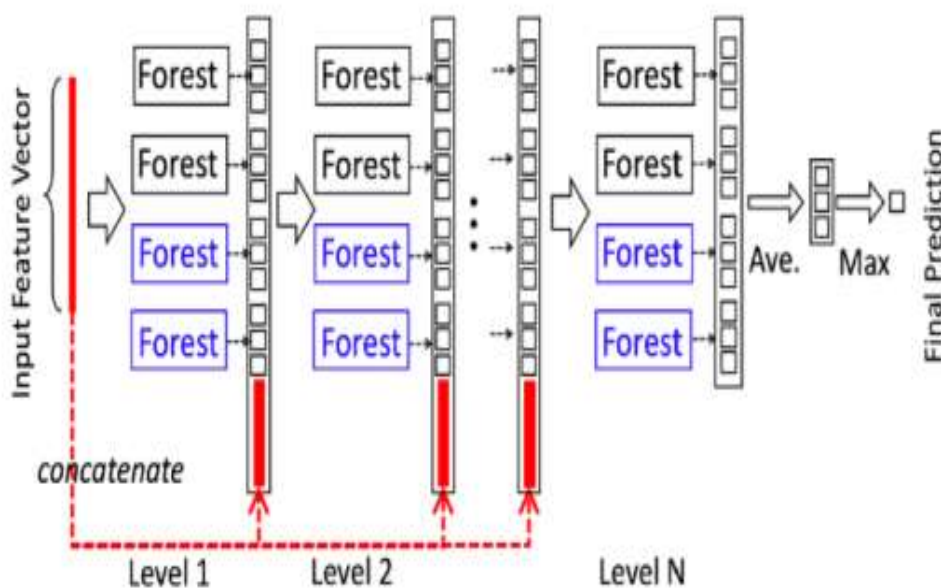 Input Feature Vector
Forest
Forest
Forest
Forest
Forest
Forest
Forest
Forest
Forest
Forest
Forest
Forest
Ave.
Max
Final Prediction
concatenate
Level 1
Level 2
Level N